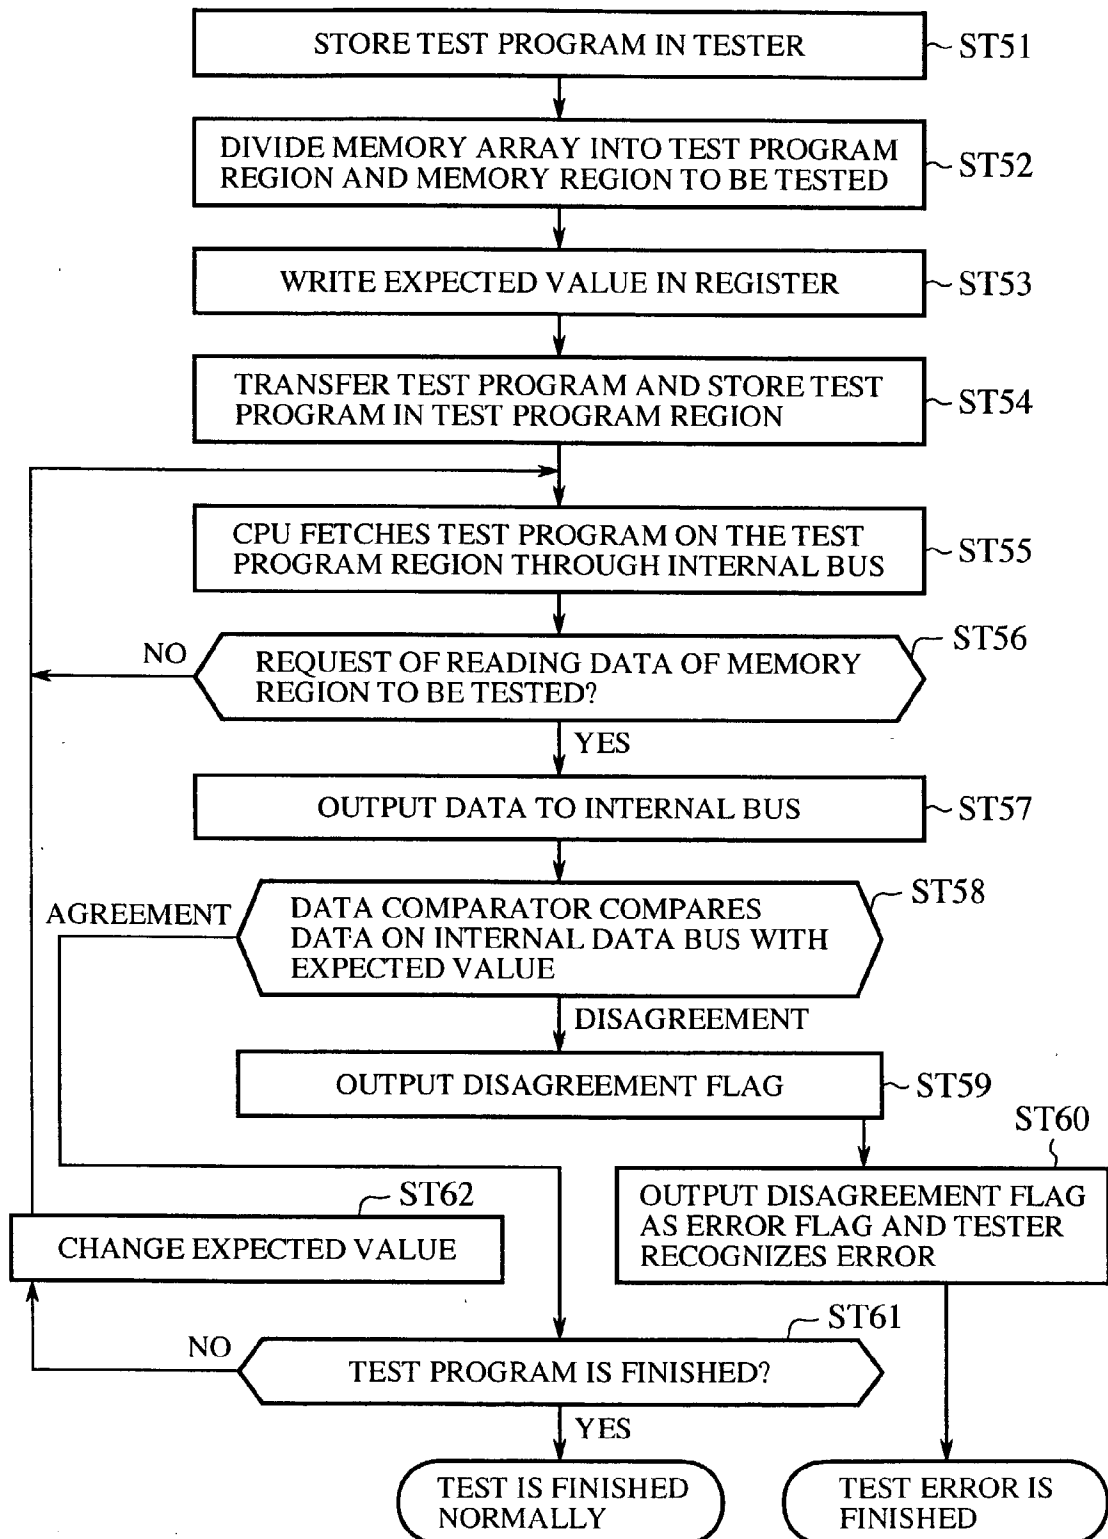 STORE TEST PROGRAM IN TESTER
ST51
DIVIDE MEMORY ARRAY INTO TEST PROGRAM
REGION AND MEMORY REGION TO BE TESTED
ST52
WRITE EXPECTED VALUE IN REGISTER
ST53
TRANSFER TEST PROGRAM AND STORE TEST
PROGRAM IN TEST PROGRAM REGION
ST54
CPU FETCHES TEST PROGRAM ON THE TEST
PROGRAM REGION THROUGH INTERNAL BUS
ST55
NO
REQUEST OF READING DATA OF MEMORY
REGION TO BE TESTED?
ST56
YES
OUTPUT DATA TO INTERNAL BUS
ST57
AGREEMENT
DATA COMPARATOR COMPARES
DATA ON INTERNAL DATA BUS WITH
EXPECTED VALUE
ST58
DISAGREEMENT
OUTPUT DISAGREEMENT FLAG
ST59
ST60
OUTPUT DISAGREEMENT FLAG
AS ERROR FLAG AND TESTER
RECOGNIZES ERROR
ST62
CHANGE EXPECTED VALUE
ST61
NO
TEST PROGRAM IS FINISHED?
YES
TEST IS FINISHED
NORMALLY
TEST ERROR IS
FINISHED